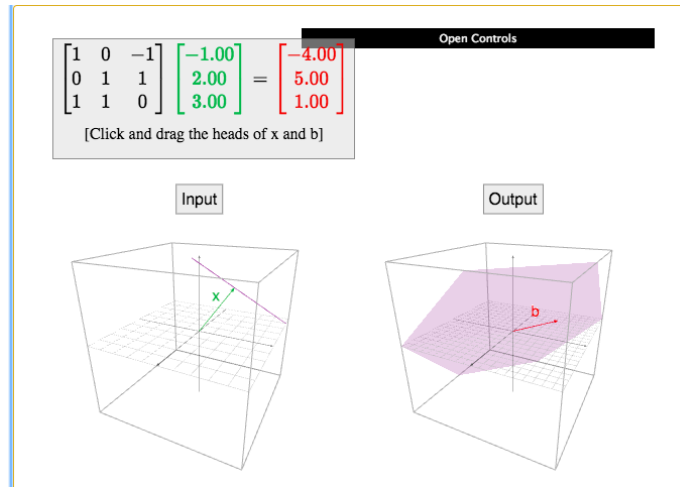 Open Controls
[1 0 −1] [−1.00] [−4.00]
[0 1 1] [2.00] = [5.00]
[1 1 0] [3.00] [1.00]
[Click and drag the heads of x and b]
Input
Output
x
b